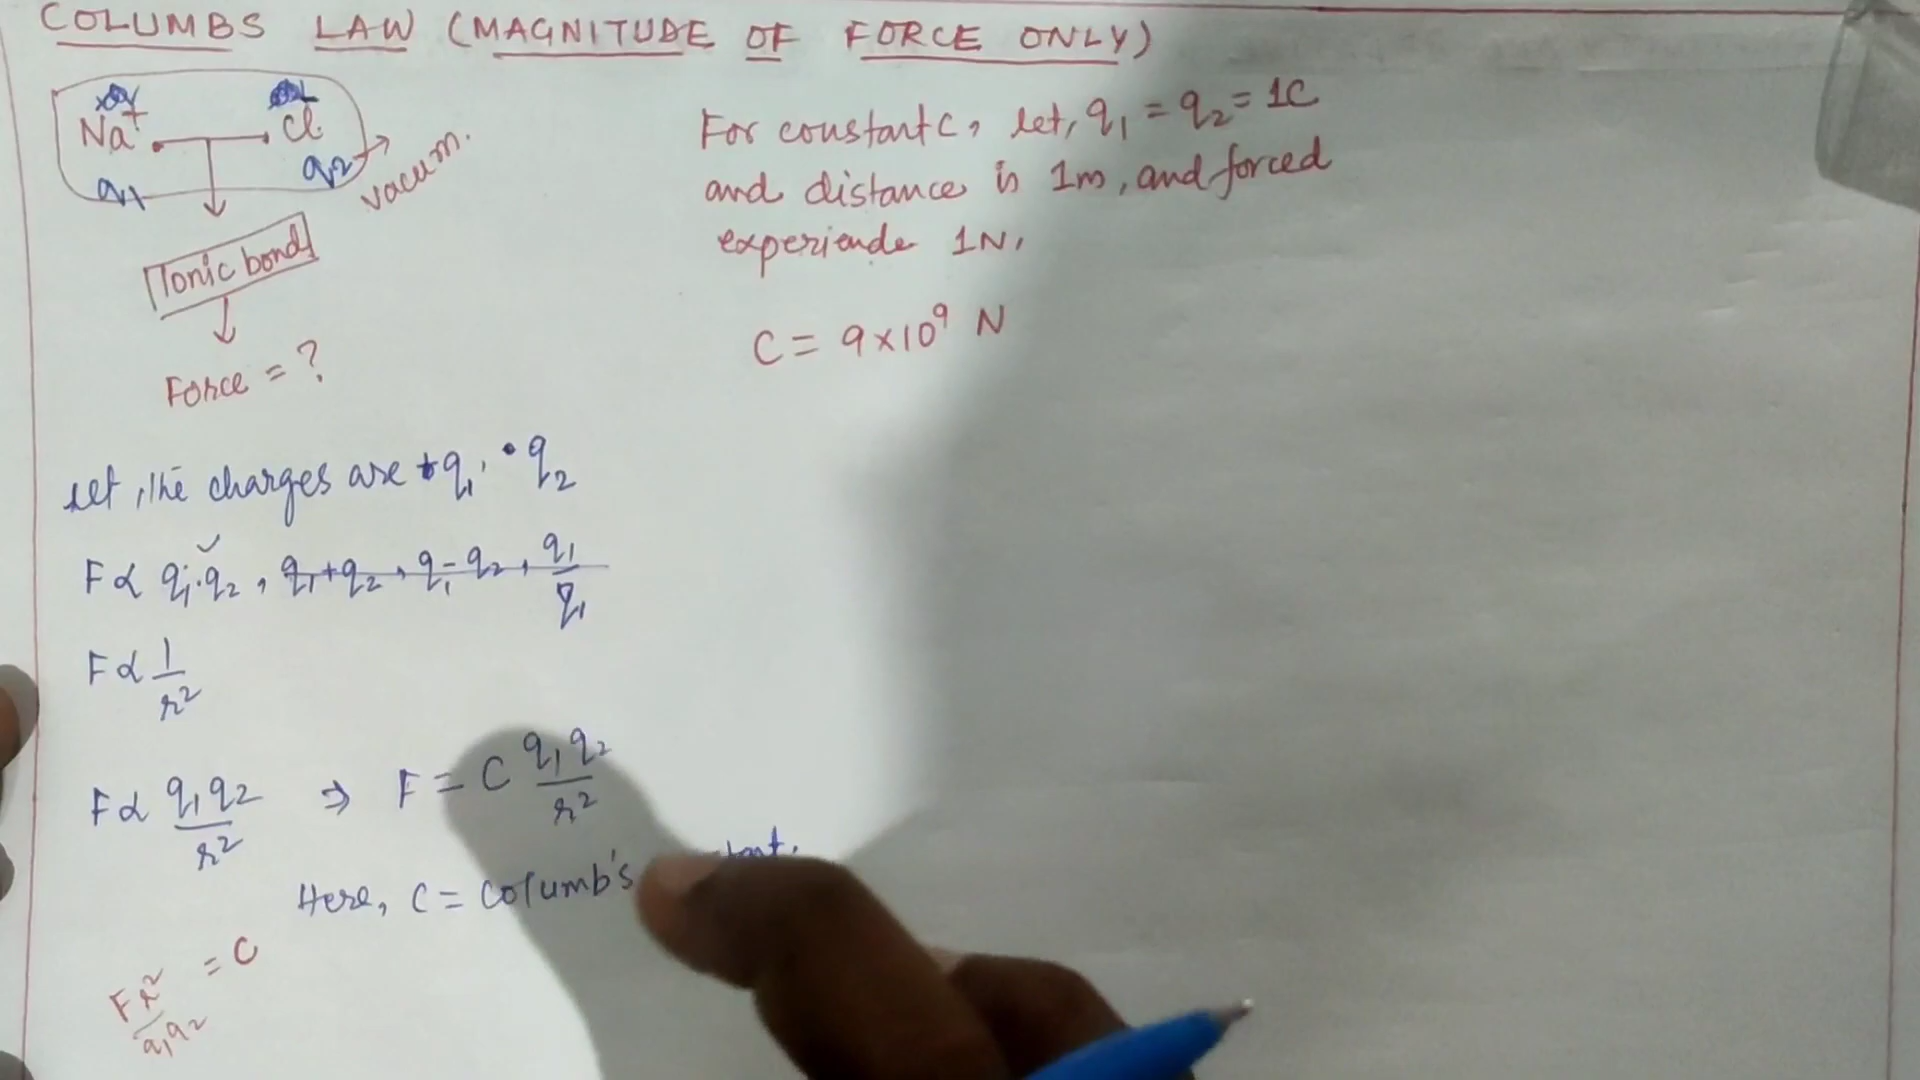 COLUMBS LAW (MAGNITUDE OF FORCE ONLY)
Na+ Cl
q1 q2
vacum.
Ionic bond
Force = ?
Let, the charges are +q1, q2
F ∝ q1.q2, q1+q2, q1-q2, q1/q1
F ∝ 1/r²
F ∝ q1q2/r² ⇒ F = C q1q2/r²
Here, C = Columb's
Fr²/q1q2 = C
For constant C, let, q1 = q2 = 1C
and distance is 1m, and forced
experiende 1N,
C = 9×10⁹ N